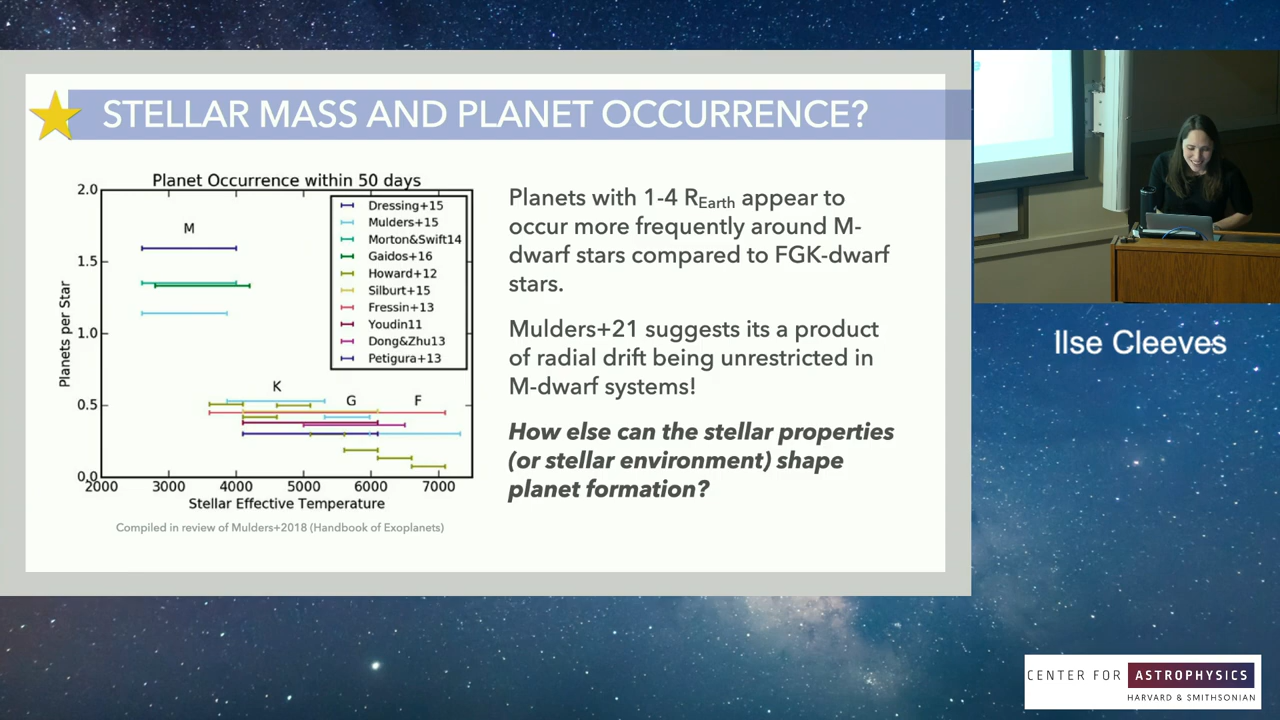 STELLAR MASS AND PLANET OCCURRENCE?
Planet Occurrence within 50 days
2.0
1.5
1.0
0.5
0.0
Planets per Star
M
K
G
F
Dressing+15
Mulders+15
Morton&Swift14
Gaidos+16
Howard+12
Silburt+15
Fressin+13
Youdin11
Dong&Zhu13
Petigura+13
2000 3000 4000 5000 6000 7000
Stellar Effective Temperature
Compiled in review of Mulders+2018 (Handbook of Exoplanets)
Planets with 1-4 REarth appear to
occur more frequently around M-
dwarf stars compared to FGK-dwarf
stars.
Mulders+21 suggests its a product
of radial drift being unrestricted in
M-dwarf systems!
How else can the stellar properties
(or stellar environment) shape
planet formation?
Ilse Cleeves
CENTER FOR ASTROPHYSICS
HARVARD & SMITHSONIAN